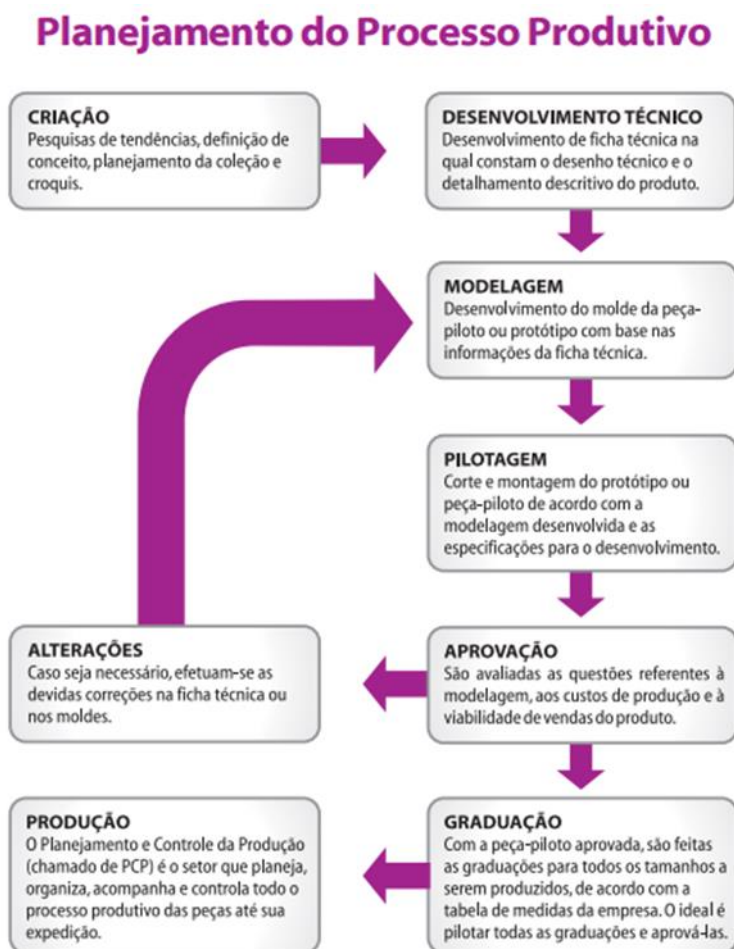 Planejamento do Processo Produtivo
CRIAÇÃO
Pesquisas de tendências, definição de
conceito, planejamento da coleção e
croquis.
DESENVOLVIMENTO TÉCNICO
Desenvolvimento de ficha técnica na
qual constam o desenho técnico e o
detalhamento descritivo do produto.
MODELAGEM
Desenvolvimento do molde da peça-
piloto ou protótipo com base nas
informações da ficha técnica.
PILOTAGEM
Corte e montagem do protótipo ou
peça-piloto de acordo com a
modelagem desenvolvida e as
especificações para o desenvolvimento.
APROVAÇÃO
São avaliadas as questões referentes à
modelagem, aos custos de produção e à
viabilidade de vendas do produto.
ALTERAÇÕES
Caso seja necessário, efetuam-se as
devidas correções na ficha técnica ou
nos moldes.
GRADUAÇÃO
Com a peça-piloto aprovada, são feitas
as graduações para todos os tamanhos a
serem produzidos, de acordo com a
tabela de medidas da empresa. O ideal é
pilotar todas as graduações e aprová-las.
PRODUÇÃO
O Planejamento e Controle da Produção
(chamado de PCP) é o setor que planeja,
organiza, acompanha e controla todo o
processo produtivo das peças até sua
expedição.